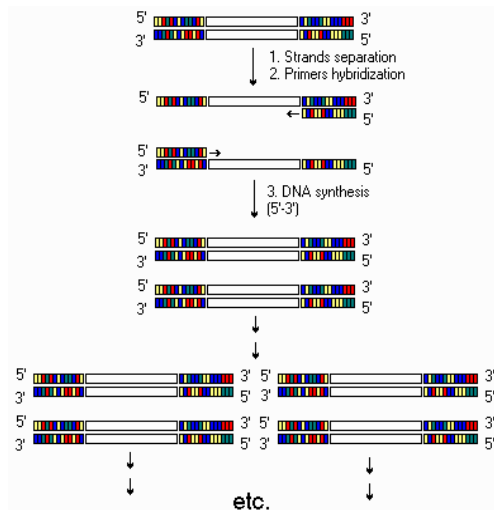 5' 3'
3' 5'
1. Strands separation
2. Primers hybridization
5' 3'
5'
5'
3' 5'
3. DNA synthesis
(5'-3')
5' 3'
3' 5'
5' 3'
3' 5'
5' 3' 5' 3'
3' 5' 3' 5'
5' 3' 5' 3'
3' 5' 3' 5'
etc.